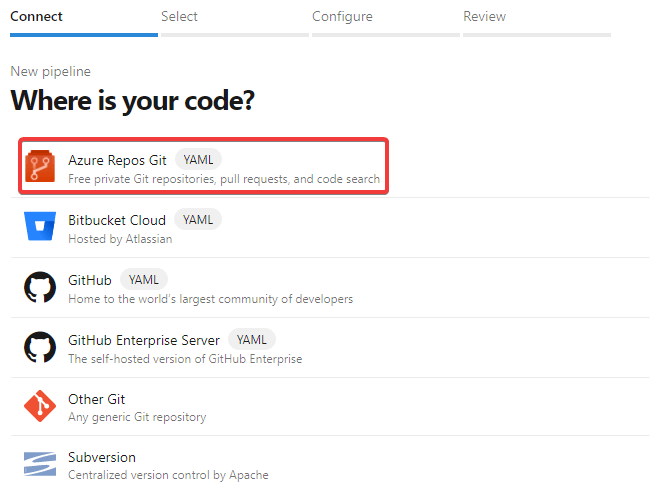 Connect Select Configure Review
New pipeline
Where is your code?
Azure Repos Git YAML
Free private Git repositories, pull requests, and code search
Bitbucket Cloud YAML
Hosted by Atlassian
GitHub YAML
Home to the world's largest community of developers
GitHub Enterprise Server YAML
The self-hosted version of GitHub Enterprise
Other Git
Any generic Git repository
Subversion
Centralized version control by Apache